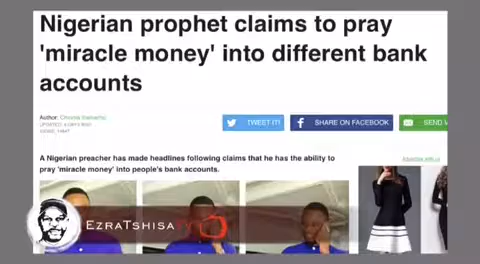 Nigerian prophet claims to pray
'miracle money' into different bank
accounts
Author:
TWEET IT!
SHARE ON FACEBOOK
SEND V
A Nigerian preacher has made headlines following claims that he has the ability to
pray 'miracle money' into people's bank accounts.
EZRATSHISA